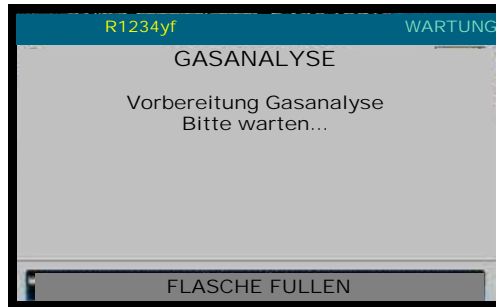 R1234yf WARTUNG
GASANALYSE
Vorbereitung Gasanalyse
Bitte warten...
FLASCHE FULLEN